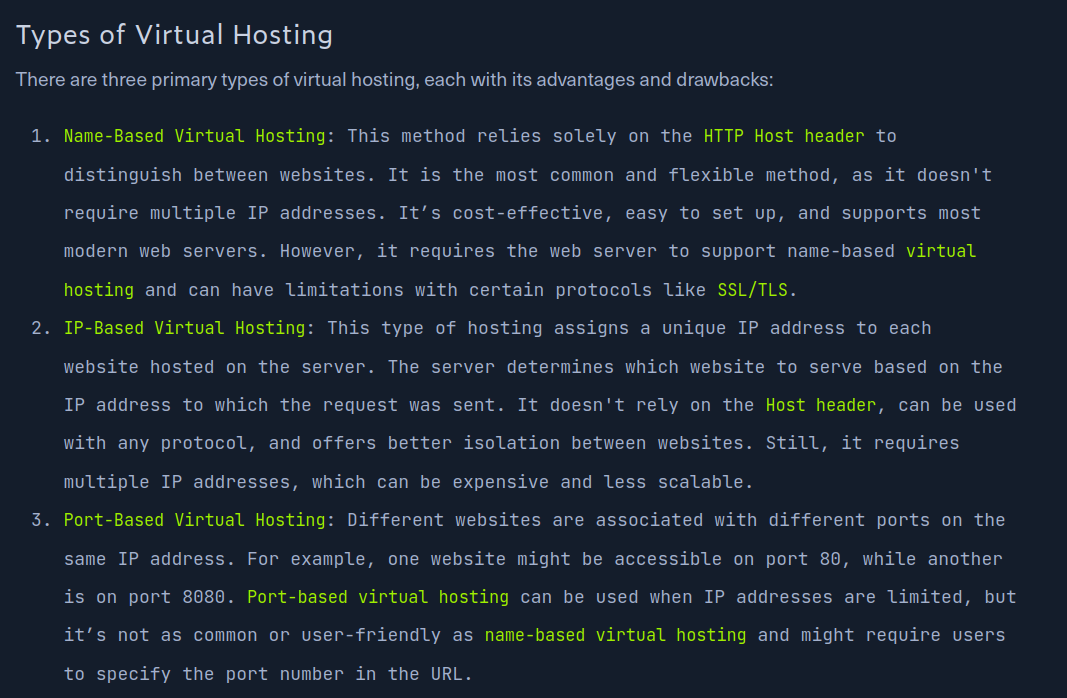 Types of Virtual Hosting
There are three primary types of virtual hosting, each with its advantages and drawbacks:
1. Name-Based Virtual Hosting: This method relies solely on the HTTP Host header to
distinguish between websites. It is the most common and flexible method, as it doesn't
require multiple IP addresses. It’s cost-effective, easy to set up, and supports most
modern web servers. However, it requires the web server to support name-based virtual
hosting and can have limitations with certain protocols like SSL/TLS.
2. IP-Based Virtual Hosting: This type of hosting assigns a unique IP address to each
website hosted on the server. The server determines which website to serve based on the
IP address to which the request was sent. It doesn't rely on the Host header, can be used
with any protocol, and offers better isolation between websites. Still, it requires
multiple IP addresses, which can be expensive and less scalable.
3. Port-Based Virtual Hosting: Different websites are associated with different ports on the
same IP address. For example, one website might be accessible on port 80, while another
is on port 8080. Port-based virtual hosting can be used when IP addresses are limited, but
it’s not as common or user-friendly as name-based virtual hosting and might require users
to specify the port number in the URL.